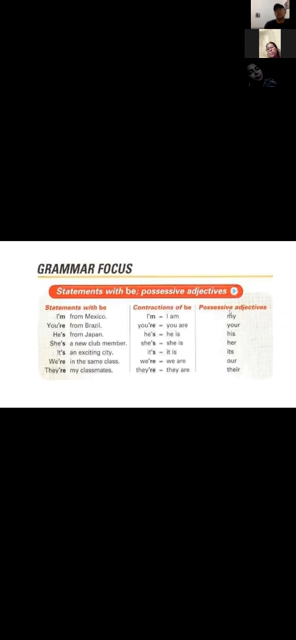 GRAMMAR FOCUS
Statements with be; possessive adjectives
Statements with be Contractions of be Possessive adjectives
I'm from Mexico. I'm = I am my
You're from Brazil. you're = you are your
He's from Japan. he's = he is his
She's a new club member. she's = she is her
It's an exciting city. it's = it is its
We're in the same class. we're = we are our
They're my classmates. they're = they are their